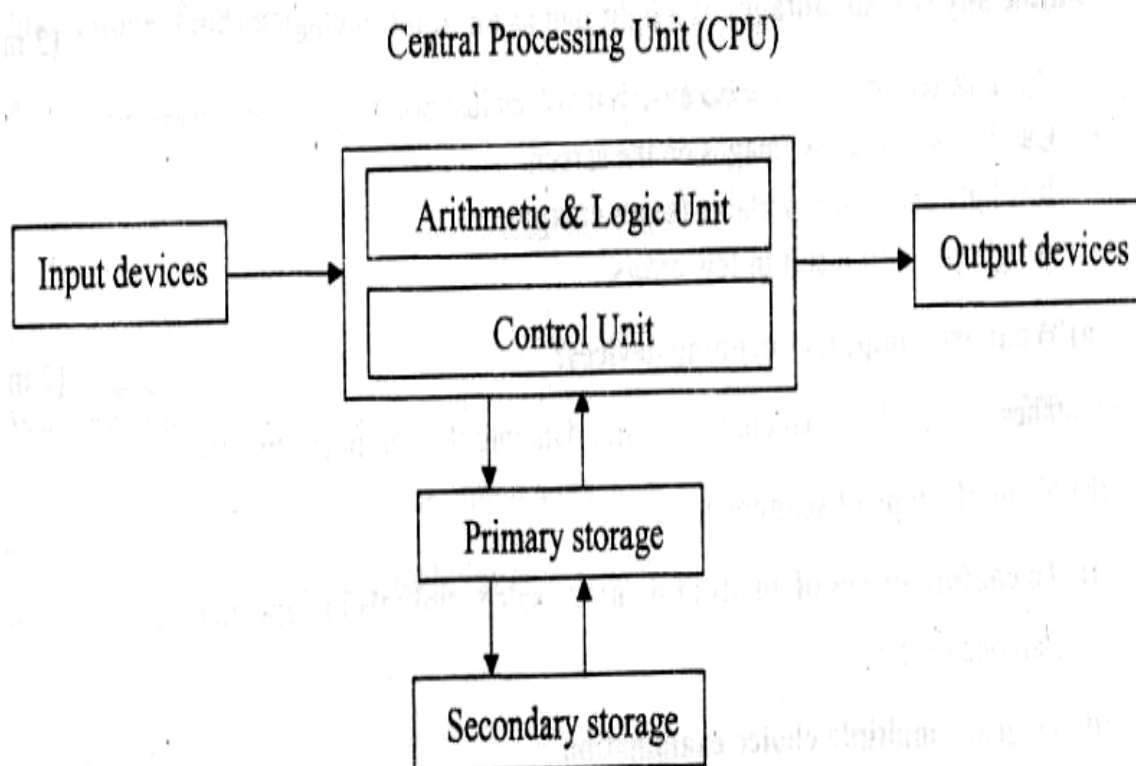 Central Processing Unit (CPU)
Arithmetic & Logic Unit
Input devices
Output devices
Control Unit
Primary storage
Secondary storage